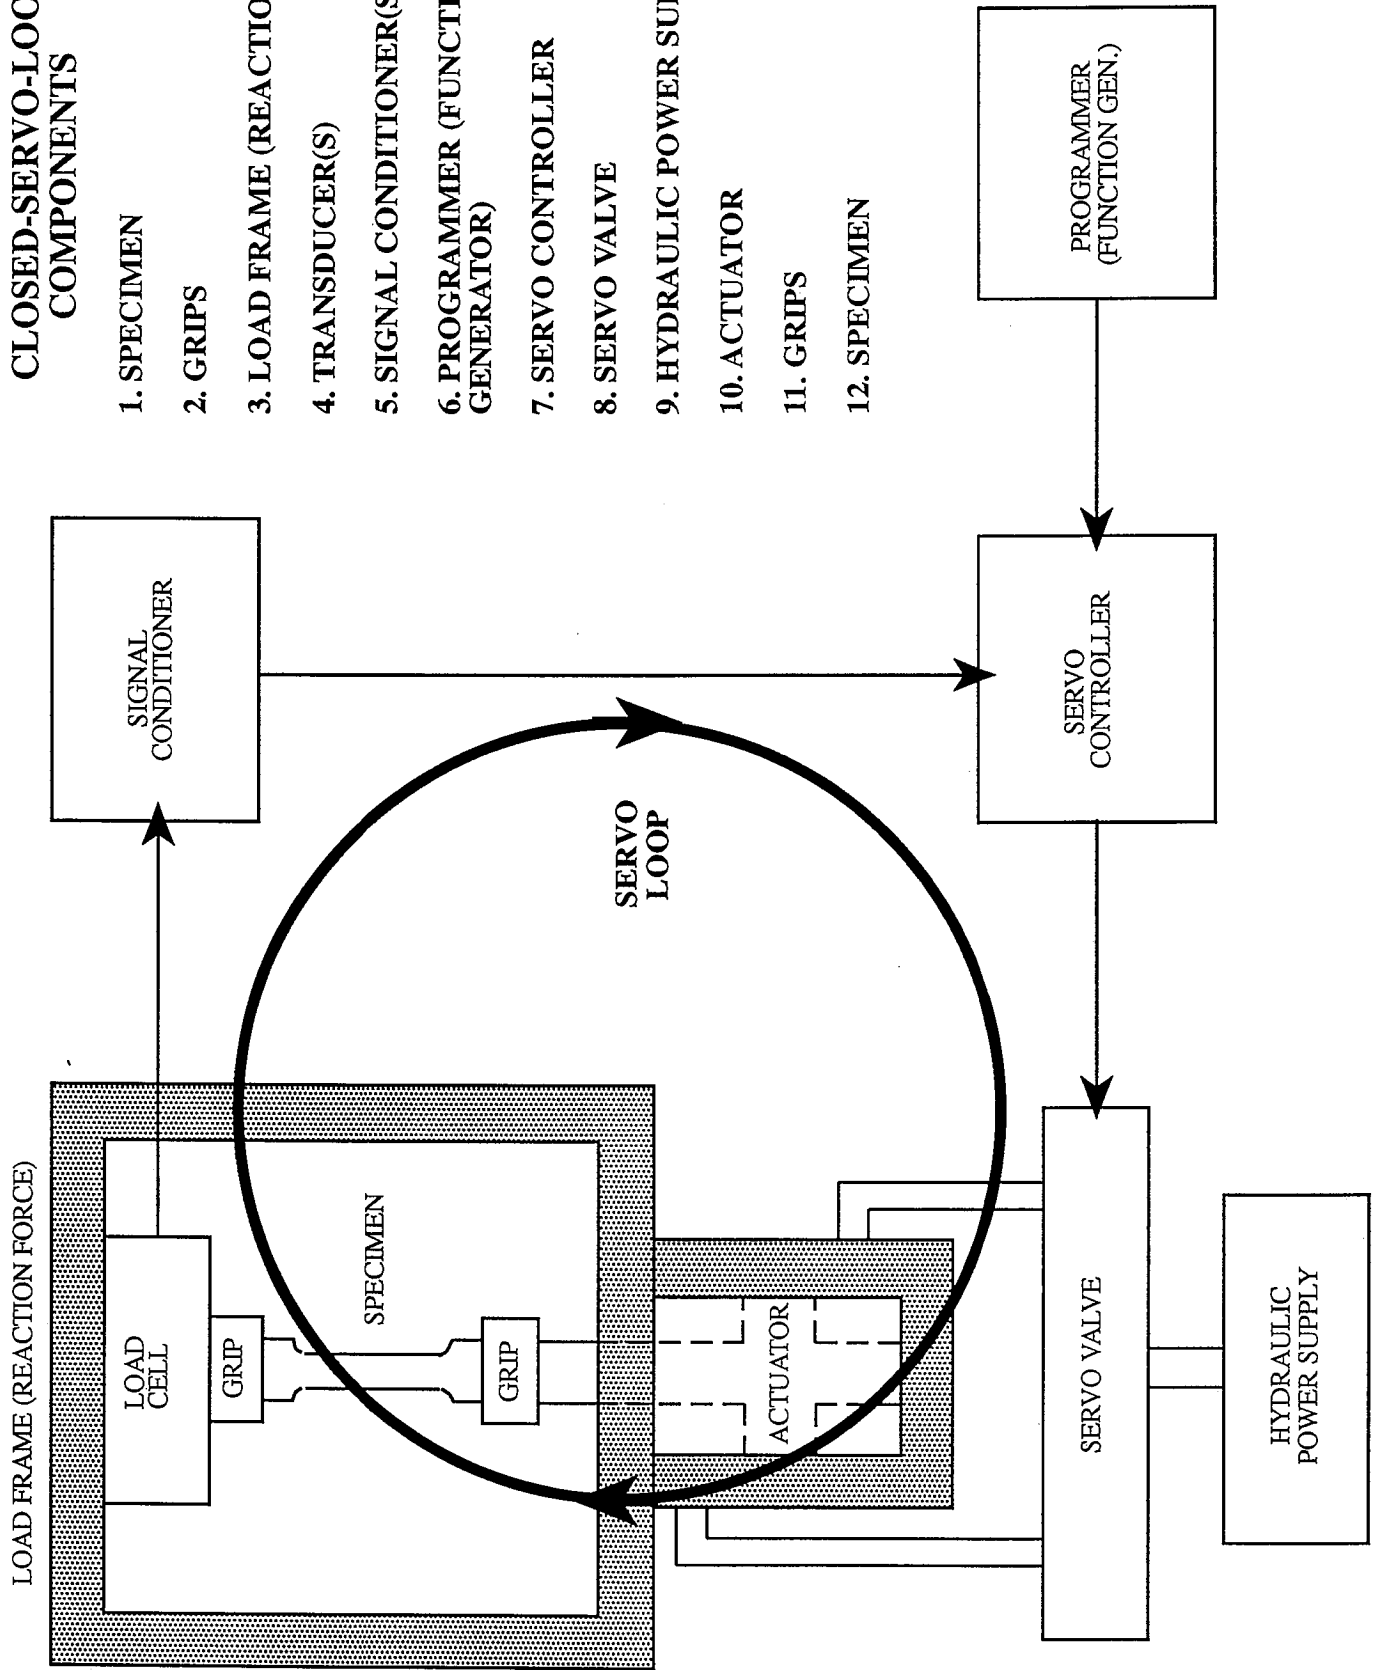 CLOSED-SERVO-LOO
COMPONENTS
1. SPECIMEN
2. GRIPS
3. LOAD FRAME (REACTIO
4. TRANSDUCER(S)
5. SIGNAL CONDITIONER(S
6. PROGRAMMER (FUNCTI
GENERATOR)
7. SERVO CONTROLLER
8. SERVO VALVE
9. HYDRAULIC POWER SU
10. ACTUATOR
11. GRIPS
12. SPECIMEN
LOAD FRAME (REACTION FORCE)
LOAD
CELL
GRIP
SPECIMEN
GRIP
ACTUATOR
SIGNAL
CONDITIONER
SERVO
LOOP
SERVO VALVE
SERVO
CONTROLLER
PROGRAMMER
(FUNCTION GEN.)
HYDRAULIC
POWER SUPPLY